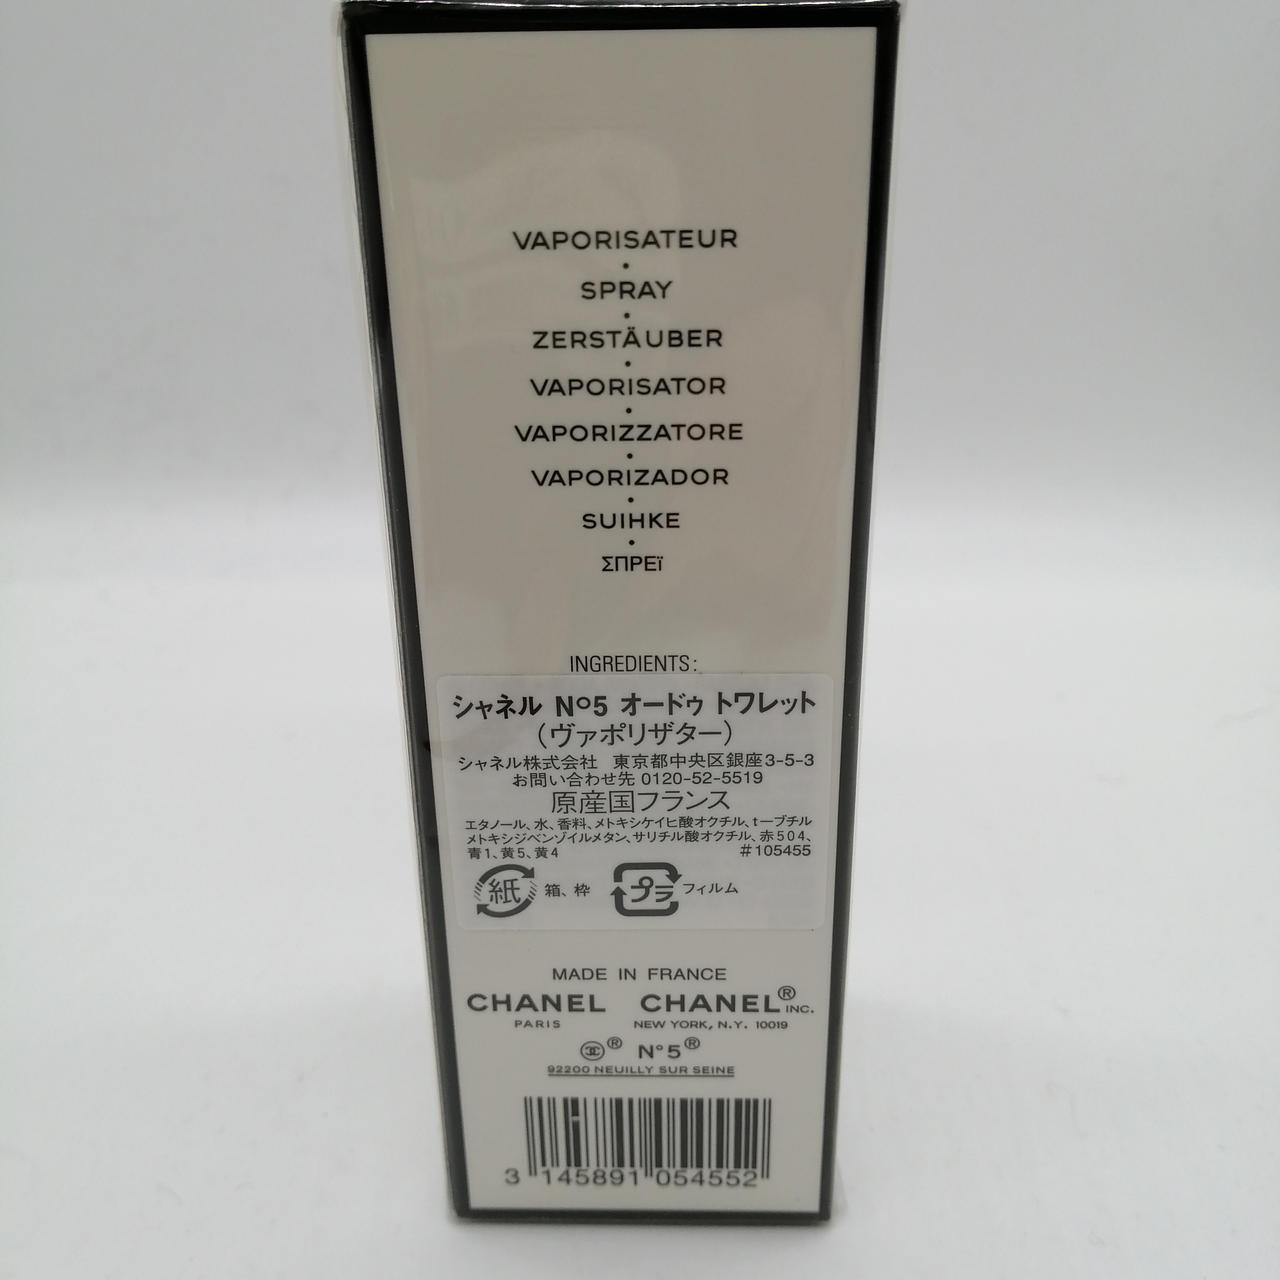 VAPORISATEUR
•
SPRAY
•
ZERSTÄUBER
•
VAPORISATOR
•
VAPORIZZATORE
•
VAPORIZADOR
•
SUIHKE
•
ΣΠΡΕϊ
INGREDIENTS:
シャネル Nº5 オードゥ トワレット
（ヴァポリザター）
シャネル株式会社 東京都中央区銀座3-5-3
お問い合わせ先 0120-52-5519
原産国フランス
エタノール、水、香料、メトキシケイヒ酸オクチル、t-ブチル
メトキシジベンゾイルメタン、サリチル酸オクチル、赤504、
青1、黄5、黄4 #105455
紙 箱、枠 プラ フィルム
MADE IN FRANCE
CHANEL CHANEL® INC.
PARIS NEW YORK, N.Y. 10019
® N°5®
92200 NEUILLY SUR SEINE
3 145891 054552